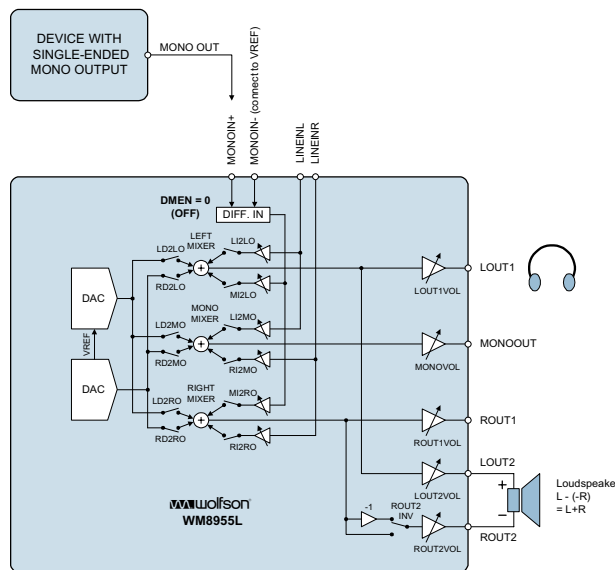 DEVICE WITH
SINGLE-ENDED
MONO OUTPUT
MONO OUT
MONOIN+
MONOIN- (connect to VREF)
LINEINL
LINEINR
DMEN = 0
(OFF)
DIFF. IN
LEFT
MIXER
LD2LO
RD2LO
LI2LO
MI2LO
DAC
VREF
DAC
MONO
MIXER
LD2MO
RD2MO
LI2MO
RI2MO
RIGHT
MIXER
LD2RO
RD2RO
MI2RO
RI2RO
LOUT1VOL
LOUT1
MONOVOL
MONOOUT
ROUT1VOL
ROUT1
LOUT2VOL
LOUT2
-1
ROUT2
INV
ROUT2VOL
ROUT2
+
−
Loudspeaker
L - (-R)
= L+R
wolfson
WM8955L